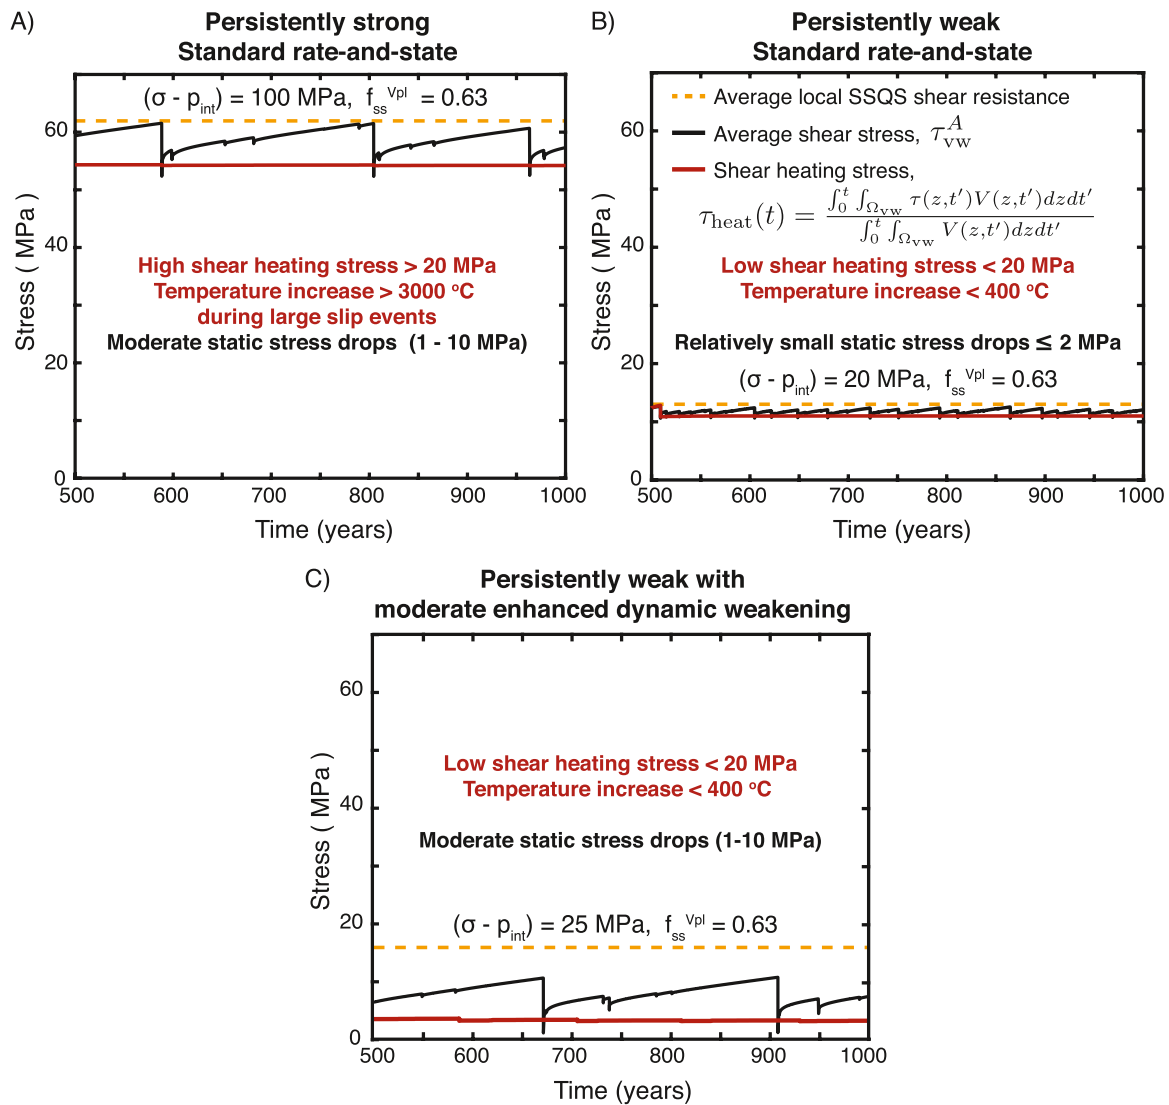 A)
Persistently strong
Standard rate-and-state
(σ - p_int) = 100 MPa, f_ss^Vpl = 0.63
High shear heating stress > 20 MPa
Temperature increase > 3000 ºC
during large slip events
Moderate static stress drops (1 - 10 MPa)
Stress ( MPa)
60
40
20
0
500 600 700 800 900 1000
Time (years)
B)
Persistently weak
Standard rate-and-state
Average local SSQS shear resistance
Average shear stress, τ_vw^A
Shear heating stress,
τ_heat(t) = ∫_0^t ∫_Ω_vw τ(z,t′)V(z,t′)dzdt′ / ∫_0^t ∫_Ω_vw V(z,t′)dzdt′
Low shear heating stress < 20 MPa
Temperature increase < 400 ºC
Relatively small static stress drops ≤ 2 MPa
(σ - p_int) = 20 MPa, f_ss^Vpl = 0.63
Stress ( MPa)
60
40
20
0
500 600 700 800 900 1000
Time (years)
C)
Persistently weak with
moderate enhanced dynamic weakening
Low shear heating stress < 20 MPa
Temperature increase < 400 ºC
Moderate static stress drops (1-10 MPa)
(σ - p_int) = 25 MPa, f_ss^Vpl = 0.63
Stress ( MPa)
60
40
20
0
500 600 700 800 900 1000
Time (years)